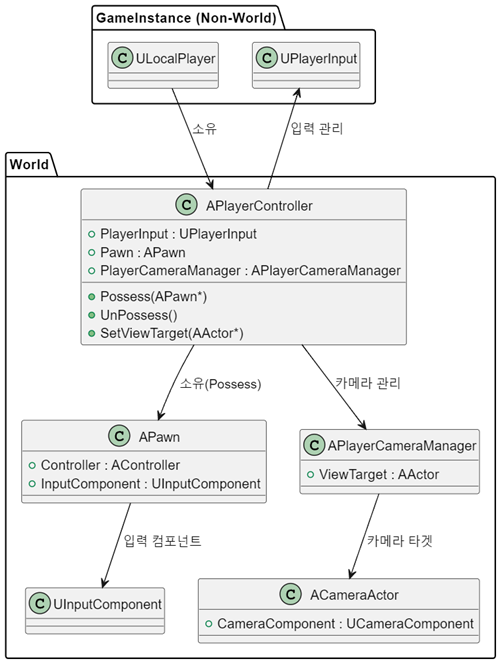 GameInstance (Non-World)
C ULocalPlayer
C UPlayerInput
소유
입력 관리
World
C APlayerController
PlayerInput : UPlayerInput
Pawn : APawn
PlayerCameraManager : APlayerCameraManager
Possess(APawn*)
UnPossess()
SetViewTarget(AActor*)
소유(Possess)
카메라 관리
C APawn
Controller : AController
InputComponent : UInputComponent
C APlayerCameraManager
ViewTarget : AActor
입력 컴포넌트
카메라 타겟
C UInputComponent
C ACameraActor
CameraComponent : UCameraComponent